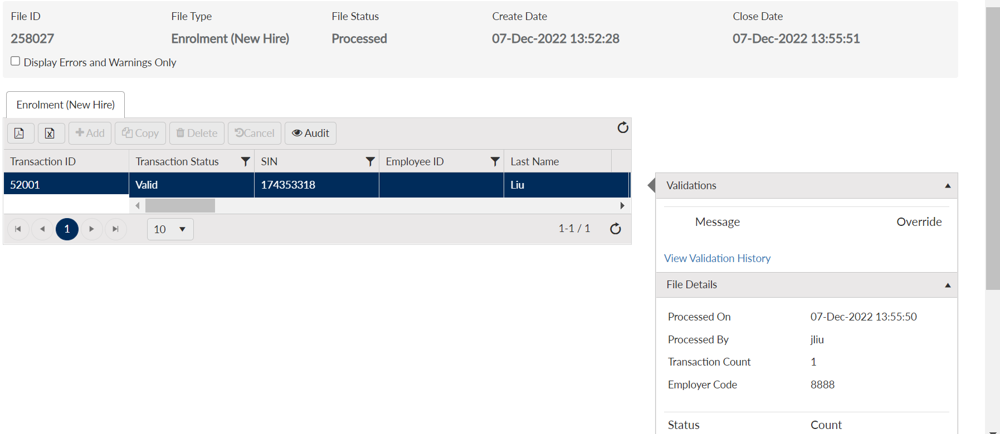 File ID File Type File Status Create Date Close Date
258027 Enrolment (New Hire) Processed 07-Dec-2022 13:52:28 07-Dec-2022 13:55:51
Display Errors and Warnings Only
Enrolment (New Hire)
Add Copy Delete Cancel Audit
Transaction ID Transaction Status SIN Employee ID Last Name
52001 Valid 174353318 Liu
1 10 1-1 / 1
Validations
Message Override
View Validation History
File Details
Processed On 07-Dec-2022 13:55:50
Processed By jliu
Transaction Count 1
Employer Code 8888
Status Count